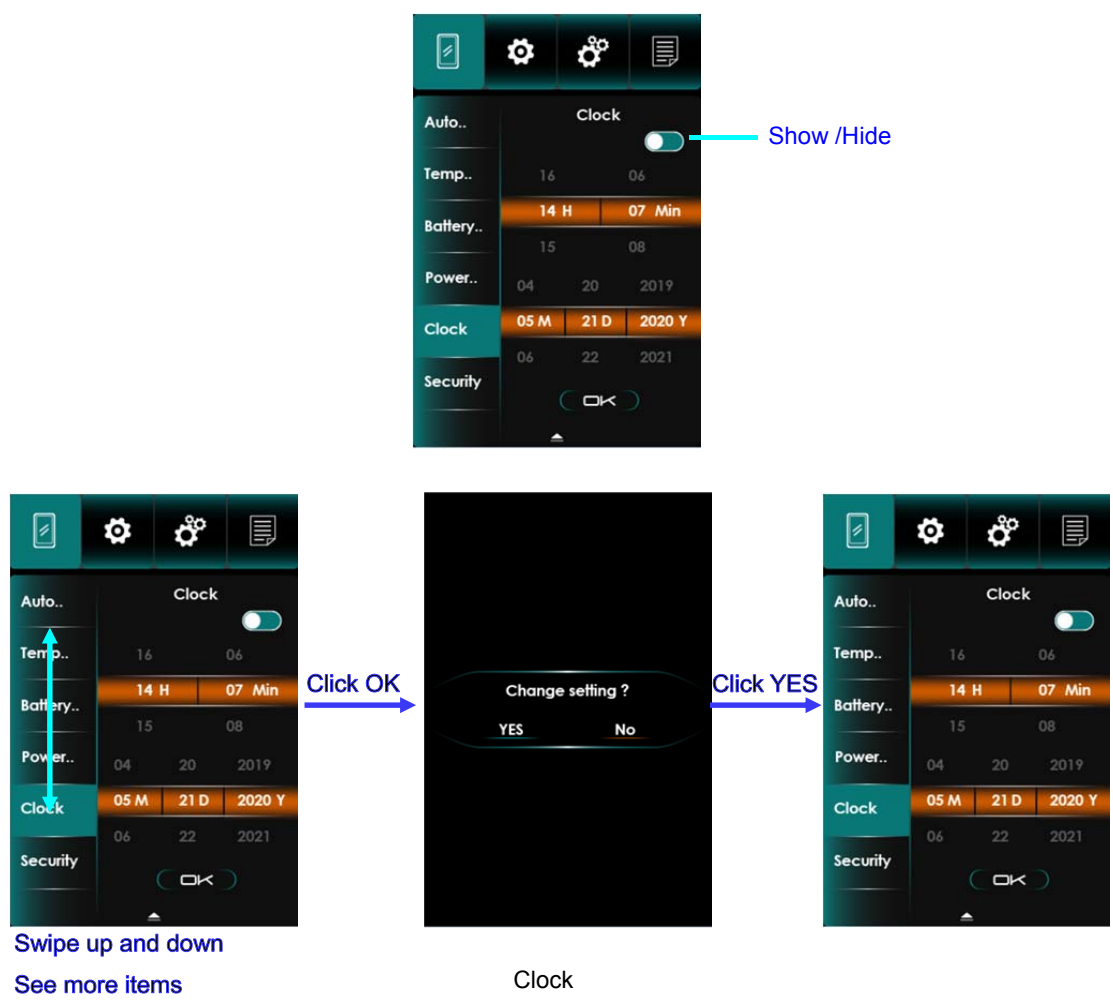 Clock
Auto..
Show /Hide
Temp..
16 06
14 H 07 Min
Battery..
15 08
Power..
04 20 2019
05 M 21 D 2020 Y
Clock
06 22 2021
Security
OK
Clock
Auto..
Temp..
16 06
14 H 07 Min
Battery..
15 08
Power..
04 20 2019
05 M 21 D 2020 Y
Clock
06 22 2021
Security
OK
Swipe up and down
See more items
Click OK
Change setting ?
YES No
Click YES
Clock
Auto..
Temp..
16 06
14 H 07 Min
Battery..
15 08
Power..
04 20 2019
05 M 21 D 2020 Y
Clock
06 22 2021
Security
OK
Clock